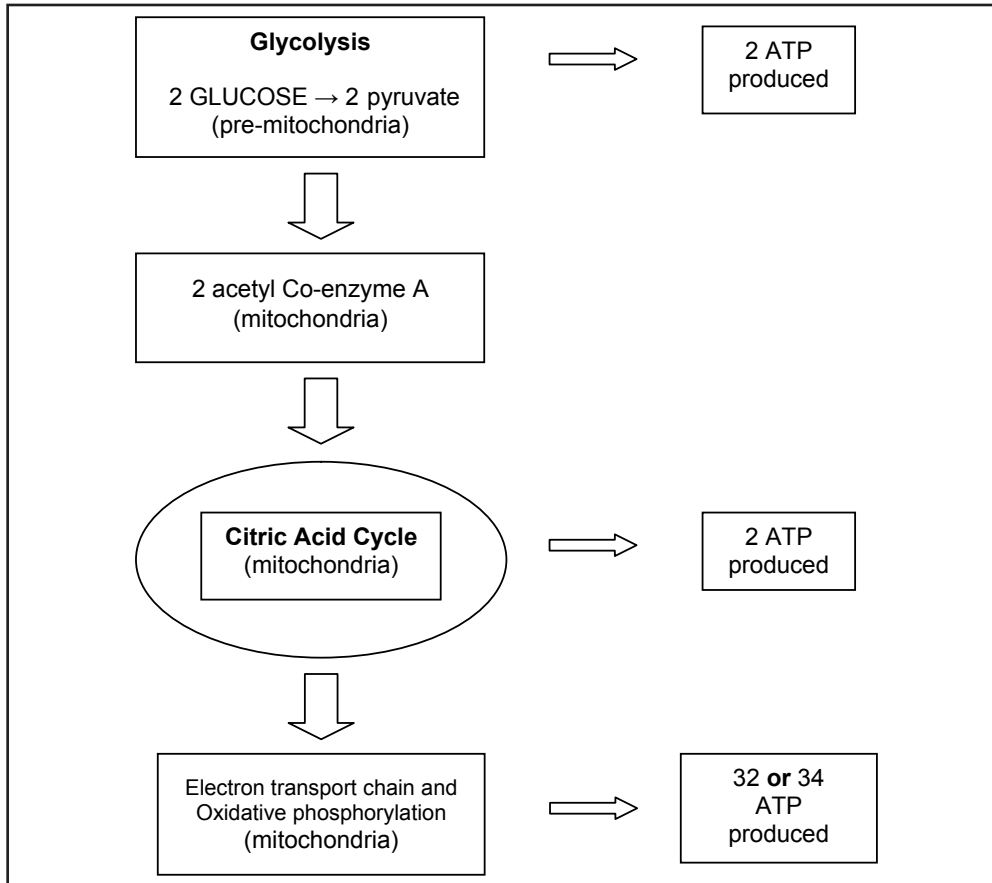 Glycolysis
2 GLUCOSE → 2 pyruvate
(pre-mitochondria)
2 ATP
produced
2 acetyl Co-enzyme A
(mitochondria)
Citric Acid Cycle
(mitochondria)
2 ATP
produced
Electron transport chain and
Oxidative phosphorylation
(mitochondria)
32 or 34
ATP
produced